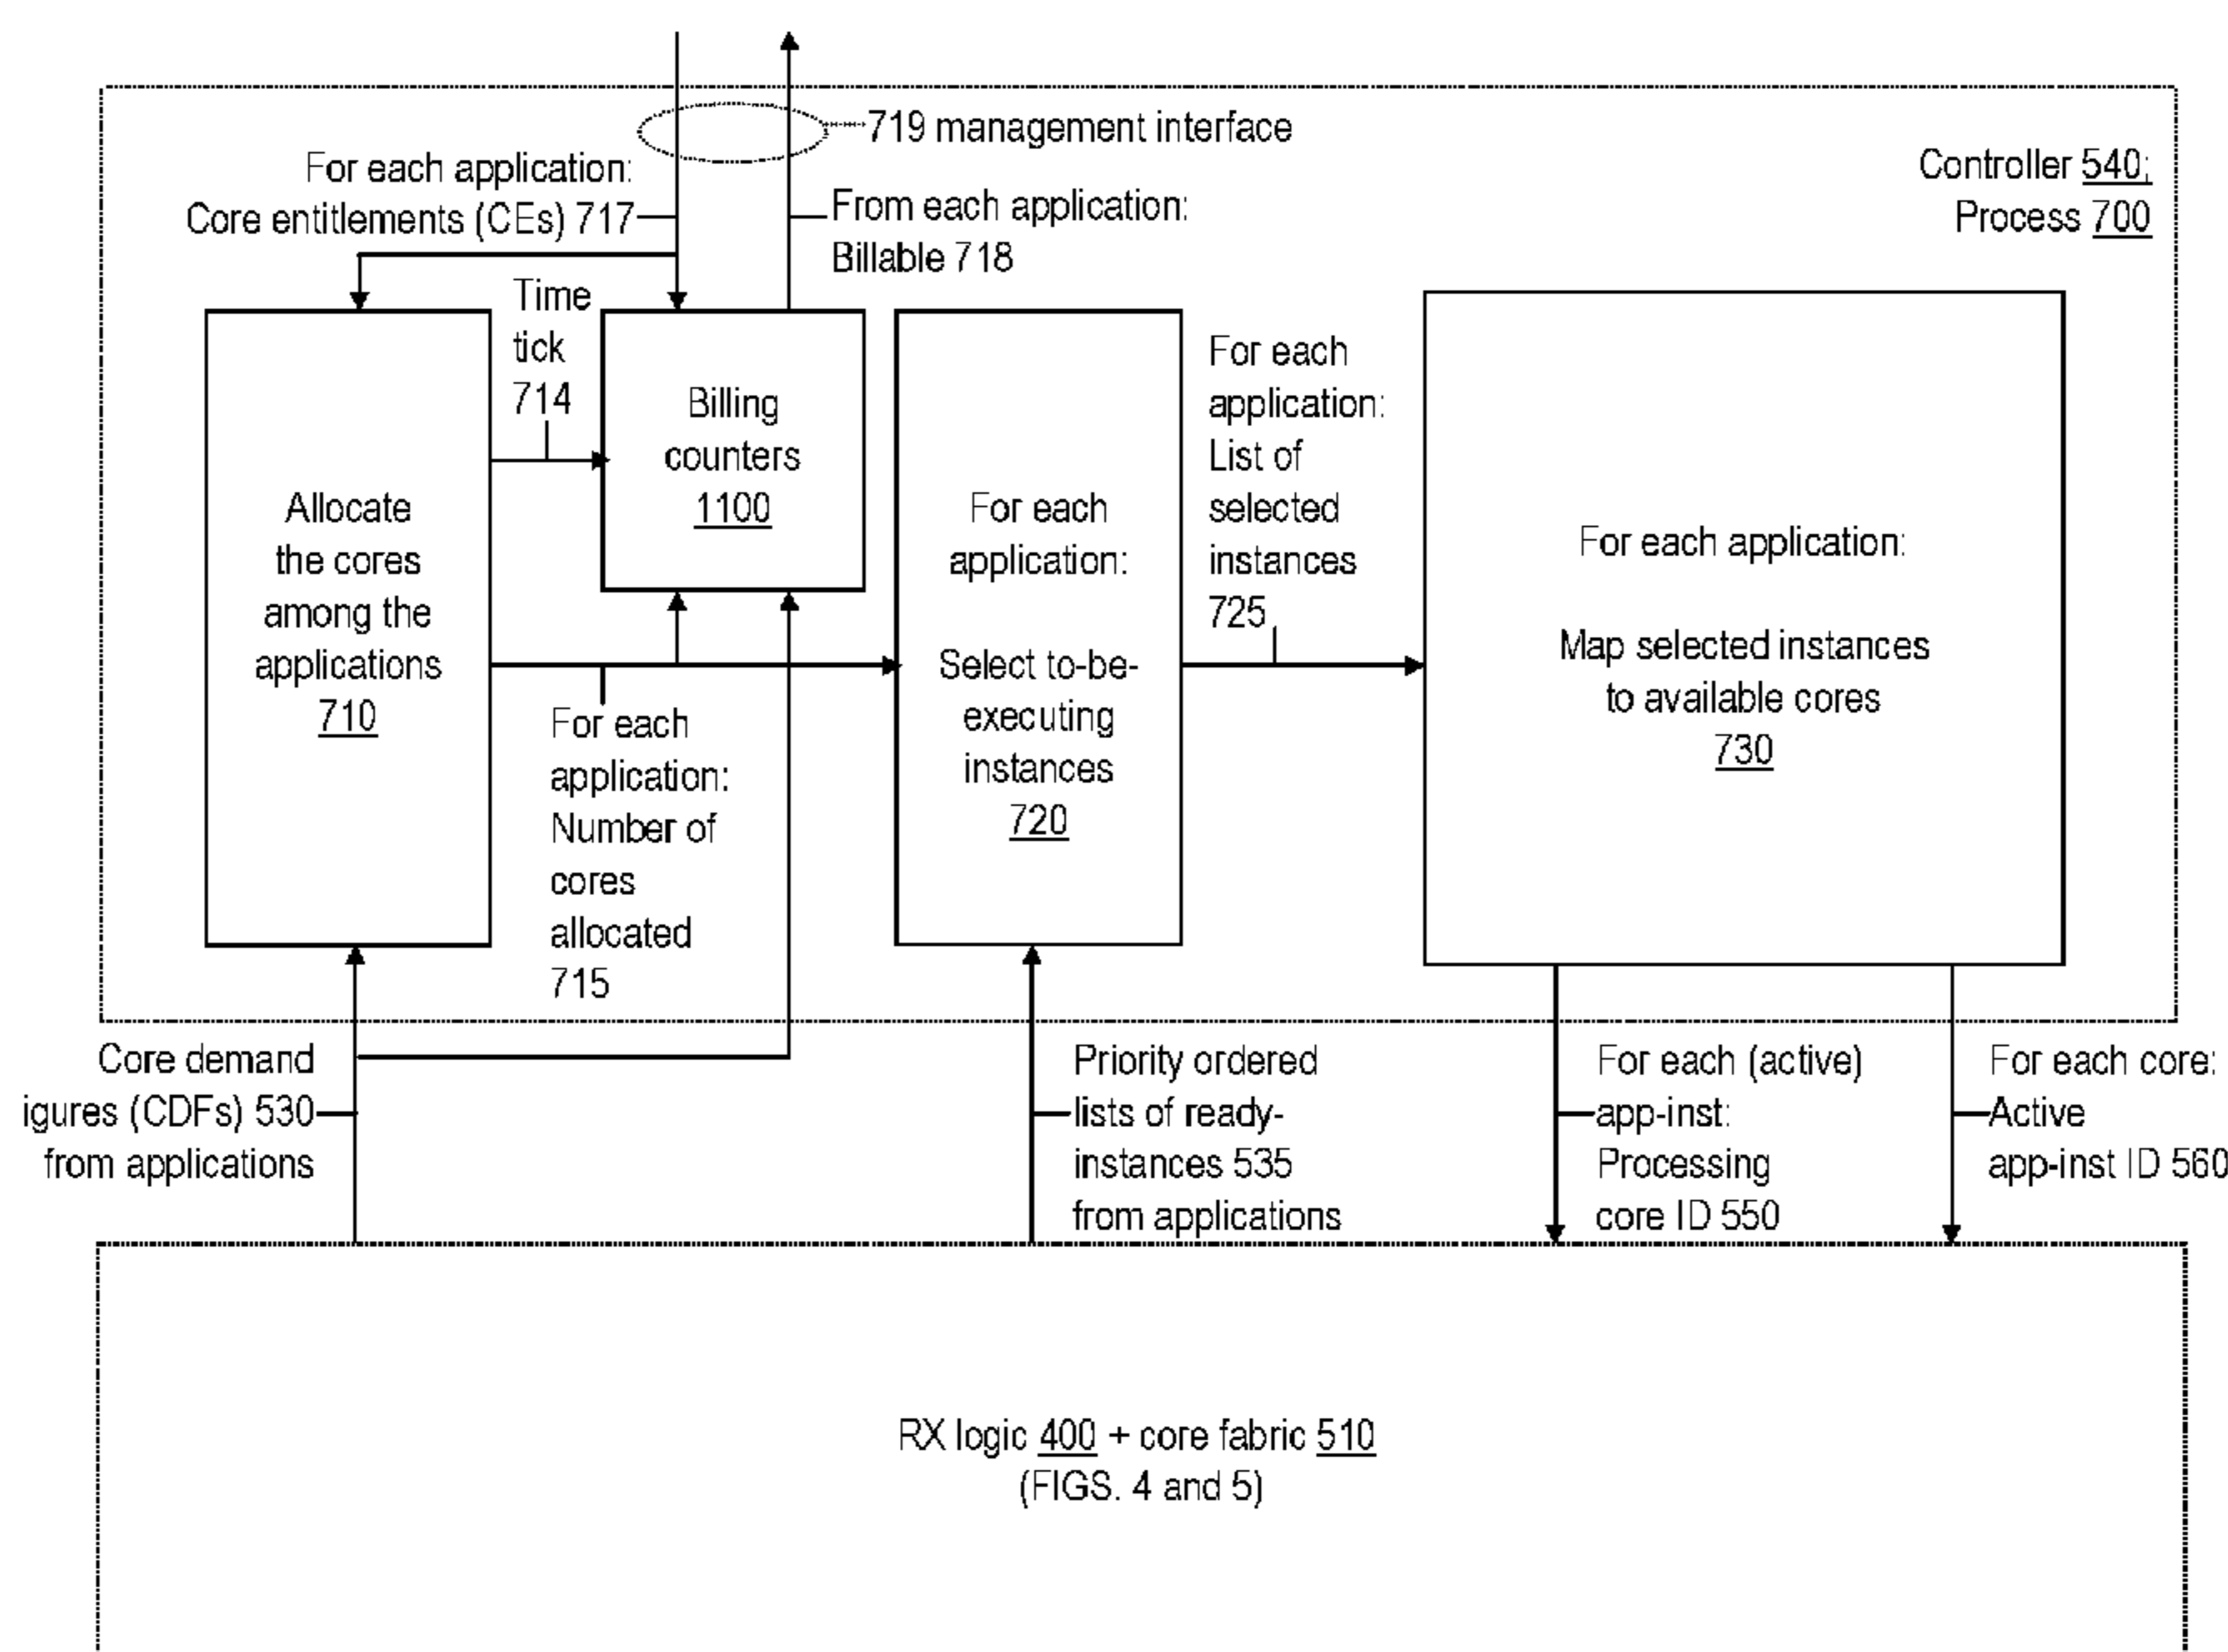 719 management interface
For each application:
Core entitlements (CEs) 717
From each application:
Billable 718
Controller 540;
Process 700
Time
tick
714
Allocate
the cores
among the
applications
710
Billing
counters
1100
For each
application:
Number of
cores
allocated
715
For each
application:
Select to-be-
executing
instances
720
For each
application:
List of
selected
instances
725
For each application:
Map selected instances
to available cores
730
Core demand
igures (CDFs) 530
from applications
Priority ordered
lists of ready-
instances 535
from applications
For each (active)
app-inst:
Processing
core ID 550
For each core:
Active
app-inst ID 560
RX logic 400 + core fabric 510
(FIGS. 4 and 5)